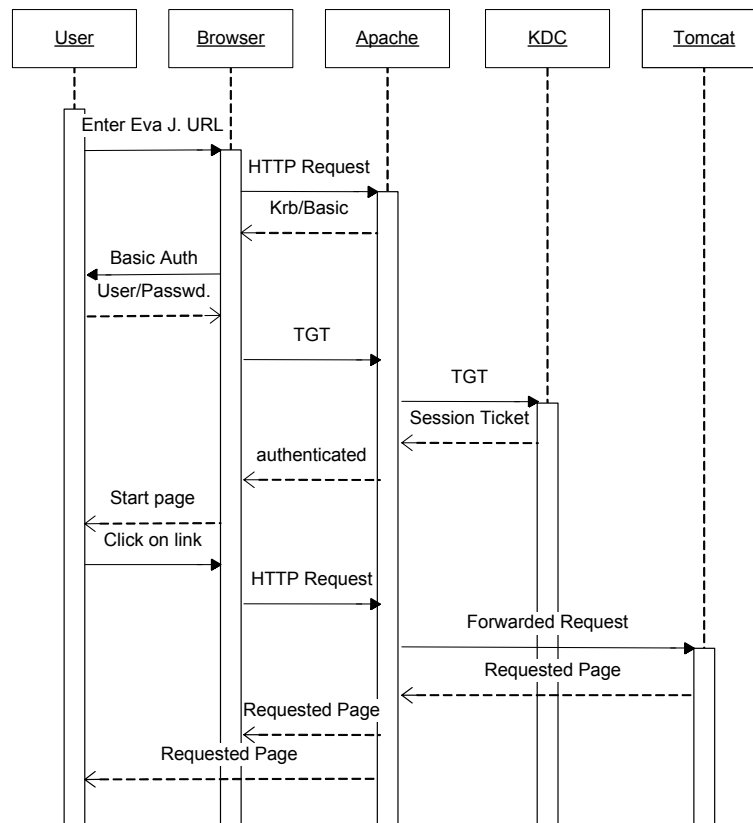 User
Browser
Apache
KDC
Tomcat
Enter Eva J. URL
HTTP Request
Krb/Basic
Basic Auth
User/Passwd.
TGT
TGT
Session Ticket
authenticated
Start page
Click on link
HTTP Request
Forwarded Request
Requested Page
Requested Page
Requested Page